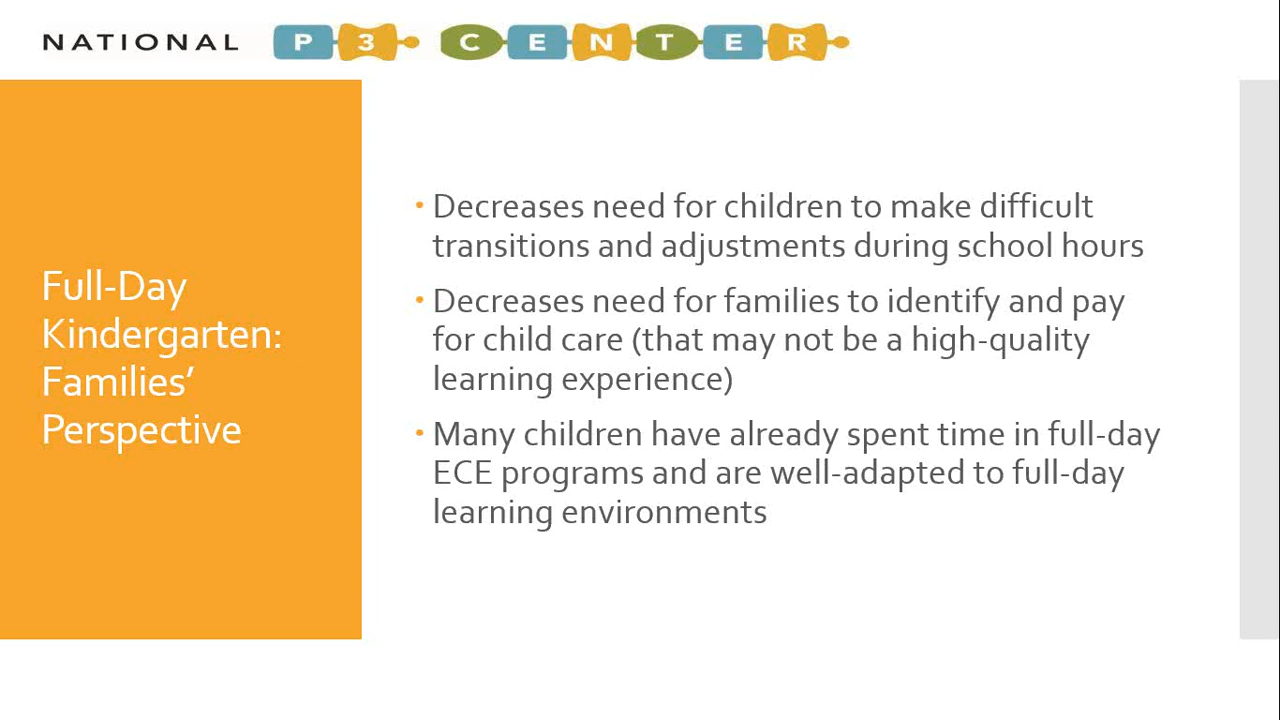 NATIONAL P3 CENTER
Full-Day
Kindergarten:
Families’
Perspective
• Decreases need for children to make difficult
transitions and adjustments during school hours
• Decreases need for families to identify and pay
for child care (that may not be a high-quality
learning experience)
• Many children have already spent time in full-day
ECE programs and are well-adapted to full-day
learning environments